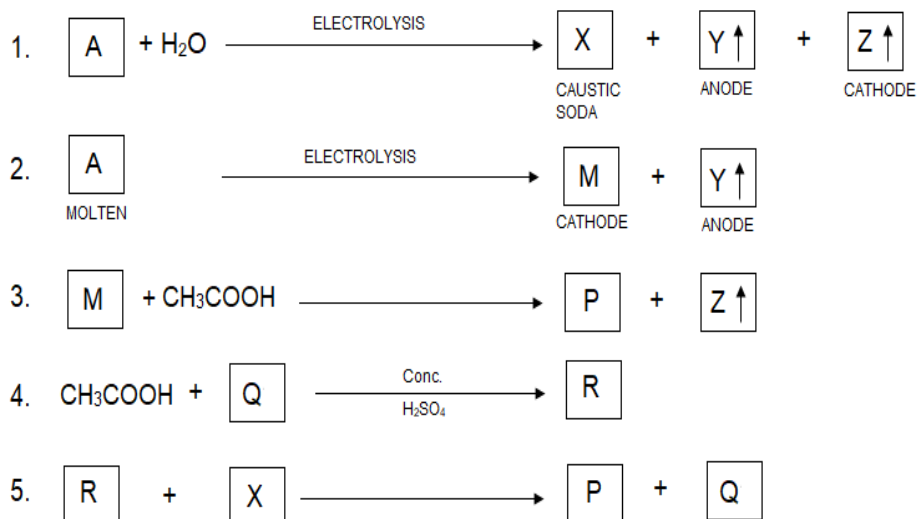 1. A + H₂O ELECTROLYSIS X + Y↑ + Z↑
CAUSTIC SODA ANODE CATHODE
2. A ELECTROLYSIS M + Y↑
MOLTEN CATHODE ANODE
3. M + CH₃COOH P + Z↑
4. CH₃COOH + Q Conc. H₂SO₄ R
5. R + X P + Q